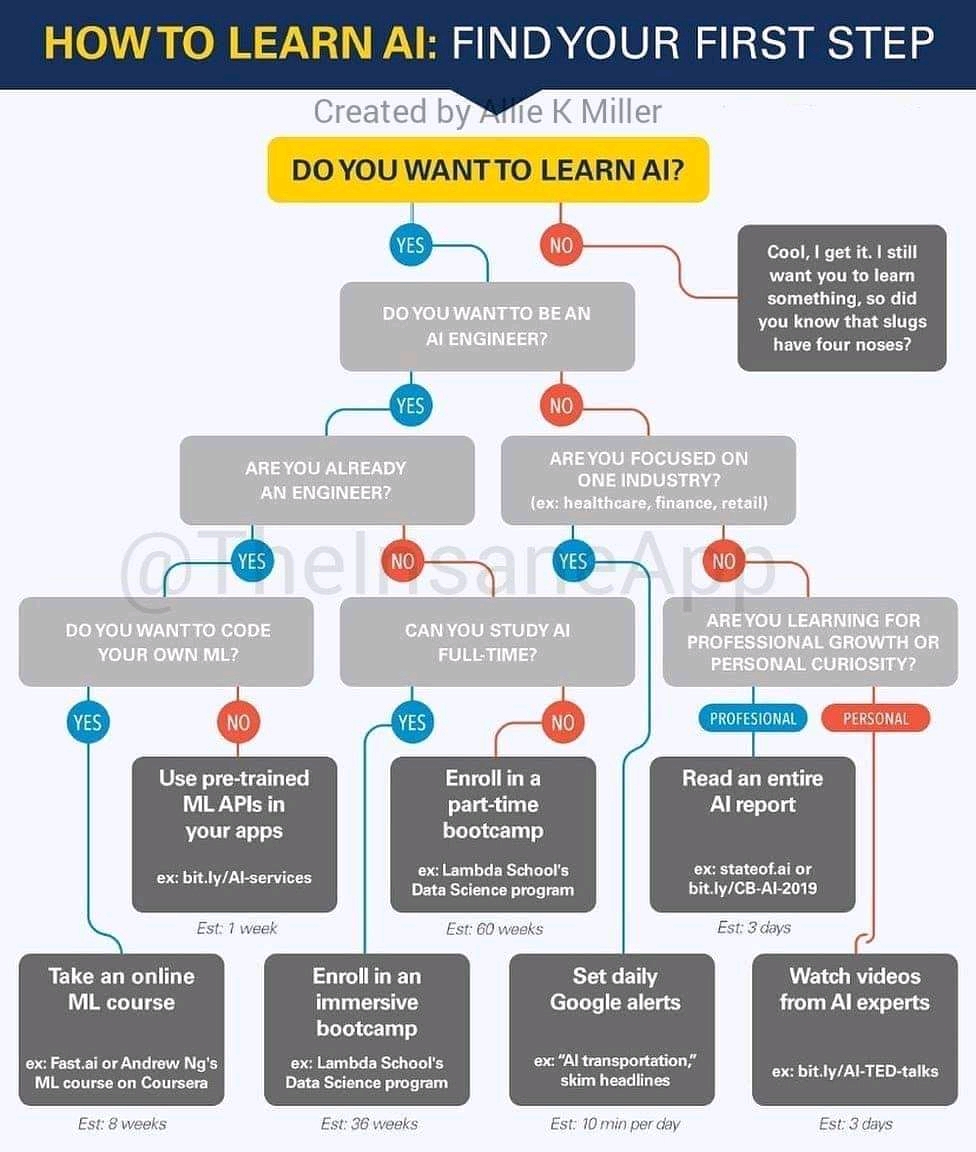 HOW TO LEARN AI: FIND YOUR FIRST STEP
Created by Allie K Miller
DO YOU WANT TO LEARN AI?
YES
NO
Cool, I get it. I still
want you to learn
something, so did
you know that slugs
have four noses?
DO YOU WANT TO BE AN
AI ENGINEER?
YES
NO
ARE YOU ALREADY
AN ENGINEER?
ARE YOU FOCUSED ON
ONE INDUSTRY?
(ex: healthcare, finance, retail)
@TheInsaneApp
YES
NO
YES
NO
DO YOU WANT TO CODE
YOUR OWN ML?
CAN YOU STUDY AI
FULL-TIME?
ARE YOU LEARNING FOR
PROFESSIONAL GROWTH OR
PERSONAL CURIOSITY?
YES
NO
YES
NO
PROFESIONAL
PERSONAL
Use pre-trained
ML APIs in
your apps
ex: bit.ly/AI-services
Est: 1 week
Enroll in a
part-time
bootcamp
ex: Lambda School's
Data Science program
Est: 60 weeks
Read an entire
AI report
ex: stateof.ai or
bit.ly/CB-AI-2019
Est: 3 days
Take an online
ML course
ex: Fast.ai or Andrew Ng's
ML course on Coursera
Est: 8 weeks
Enroll in an
immersive
bootcamp
ex: Lambda School's
Data Science program
Est: 36 weeks
Set daily
Google alerts
ex: "AI transportation,"
skim headlines
Est: 10 min per day
Watch videos
from AI experts
ex: bit.ly/AI-TED-talks
Est: 3 days